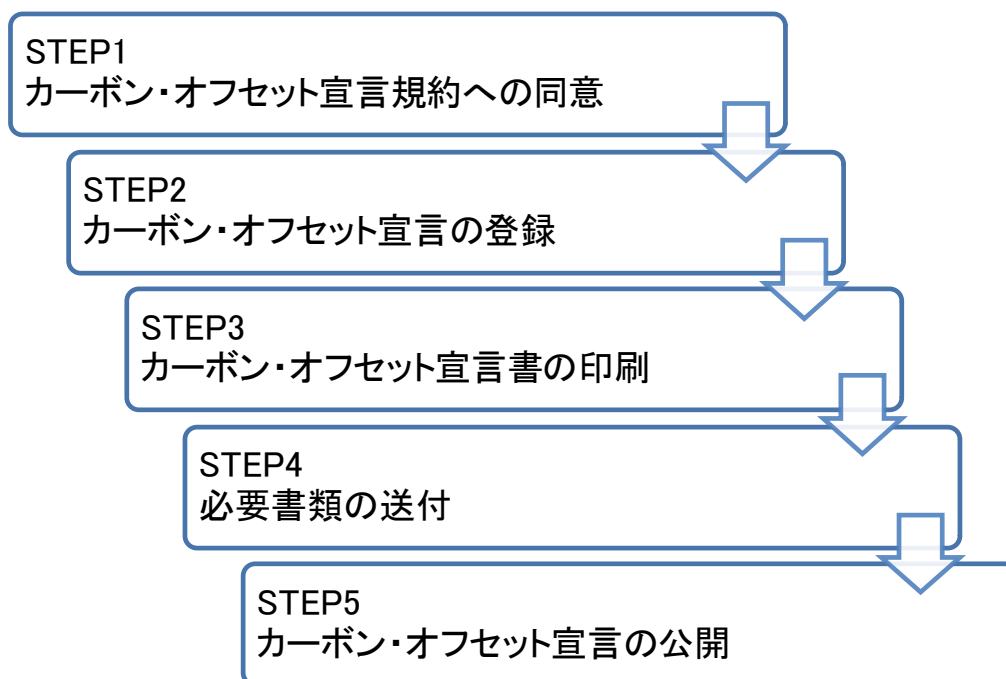 STEP1
カーボン・オフセット宣言規約への同意
STEP2
カーボン・オフセット宣言の登録
STEP3
カーボン・オフセット宣言書の印刷
STEP4
必要書類の送付
STEP5
カーボン・オフセット宣言の公開